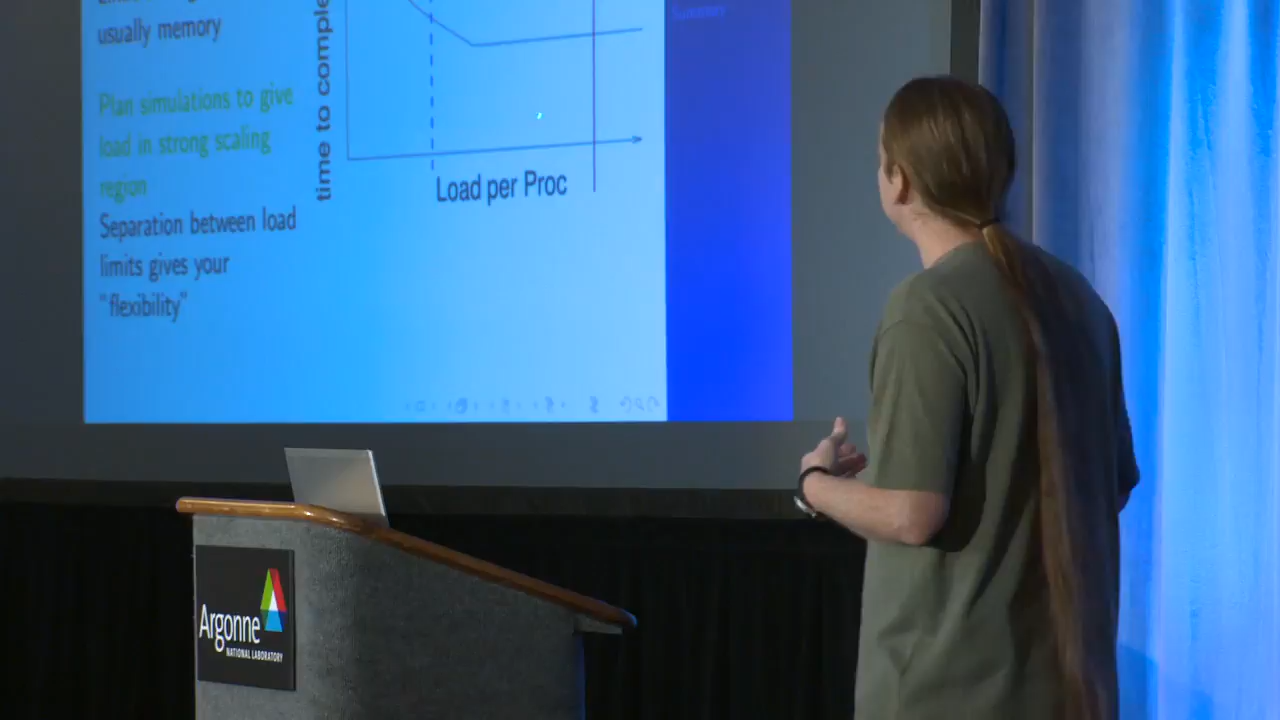 usually memory
Plan simulations to give
load in strong scaling
region
Separation between load
limits gives your
"flexibility"
time to comple
Load per Proc
Summary
Argonne
NATIONAL LABORATORY